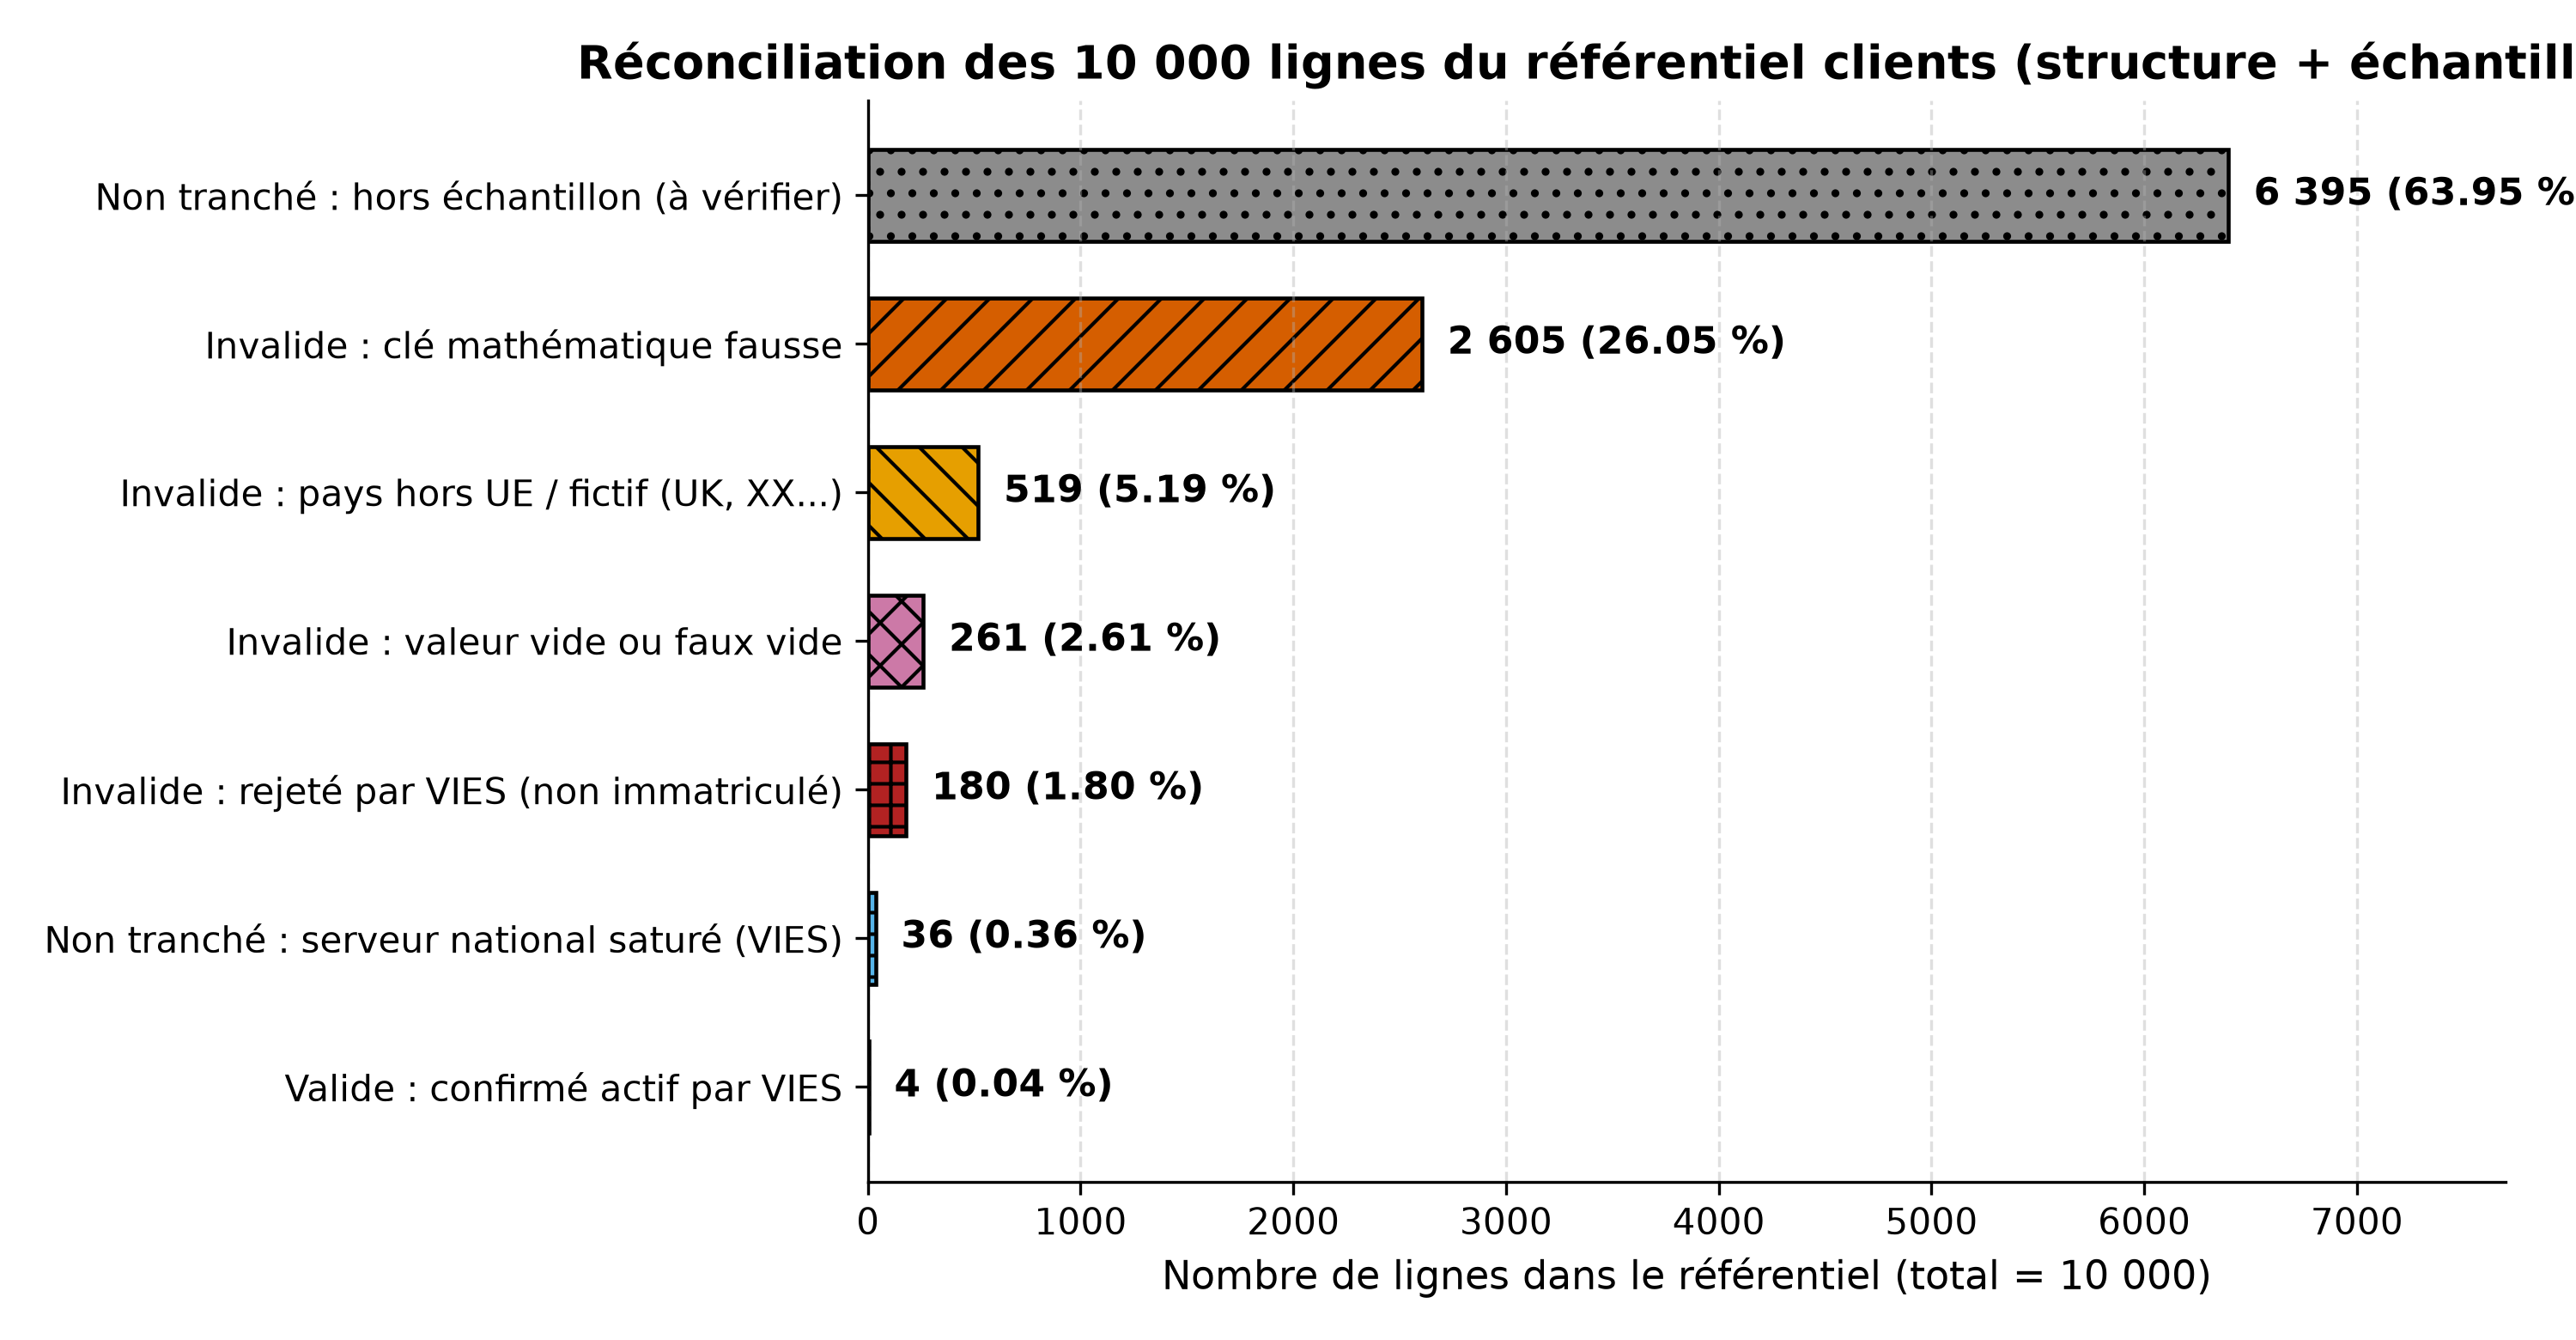 Réconciliation des 10 000 lignes du référentiel clients (structure + échantill
Non tranché : hors échantillon (à vérifier)
6 395 (63.95 %
Invalide : clé mathématique fausse
2 605 (26.05 %)
Invalide : pays hors UE / fictif (UK, XX...)
519 (5.19 %)
Invalide : valeur vide ou faux vide
261 (2.61 %)
Invalide : rejeté par VIES (non immatriculé)
180 (1.80 %)
Non tranché : serveur national saturé (VIES)
36 (0.36 %)
Valide : confirmé actif par VIES
4 (0.04 %)
0 1000 2000 3000 4000 5000 6000 7000
Nombre de lignes dans le référentiel (total = 10 000)